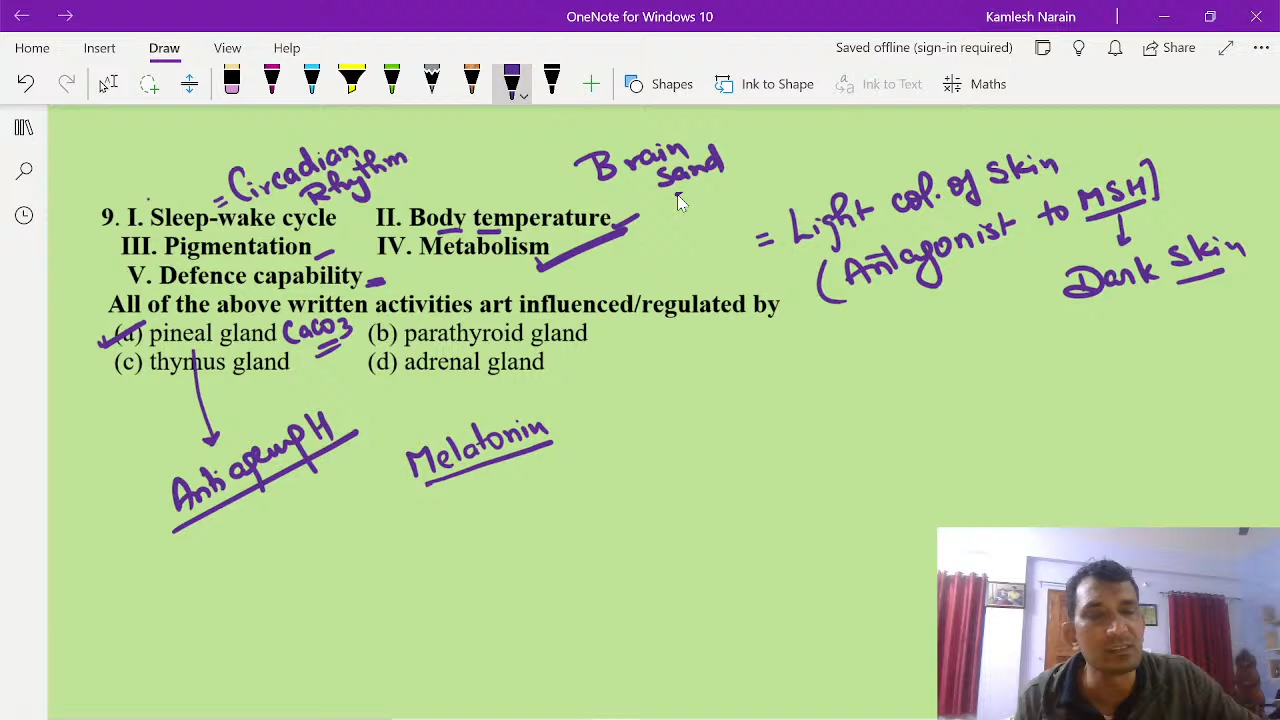 OneNote for Windows 10
Kamlesh Narain
Home Insert Draw View Help
Saved offline (sign-in required)
Share
Shapes
Ink to Shape
Ink to Text
Maths
= Circadian
Rhythm
Brain
sand
= Light col. of skin
(Antagonist to MSH]
Dark skin
9. I. Sleep-wake cycle II. Body temperature
III. Pigmentation IV. Metabolism
V. Defence capability
All of the above written activities art influenced/regulated by
(a) pineal gland CaCO3 (b) parathyroid gland
(c) thymus gland (d) adrenal gland
Melatonin